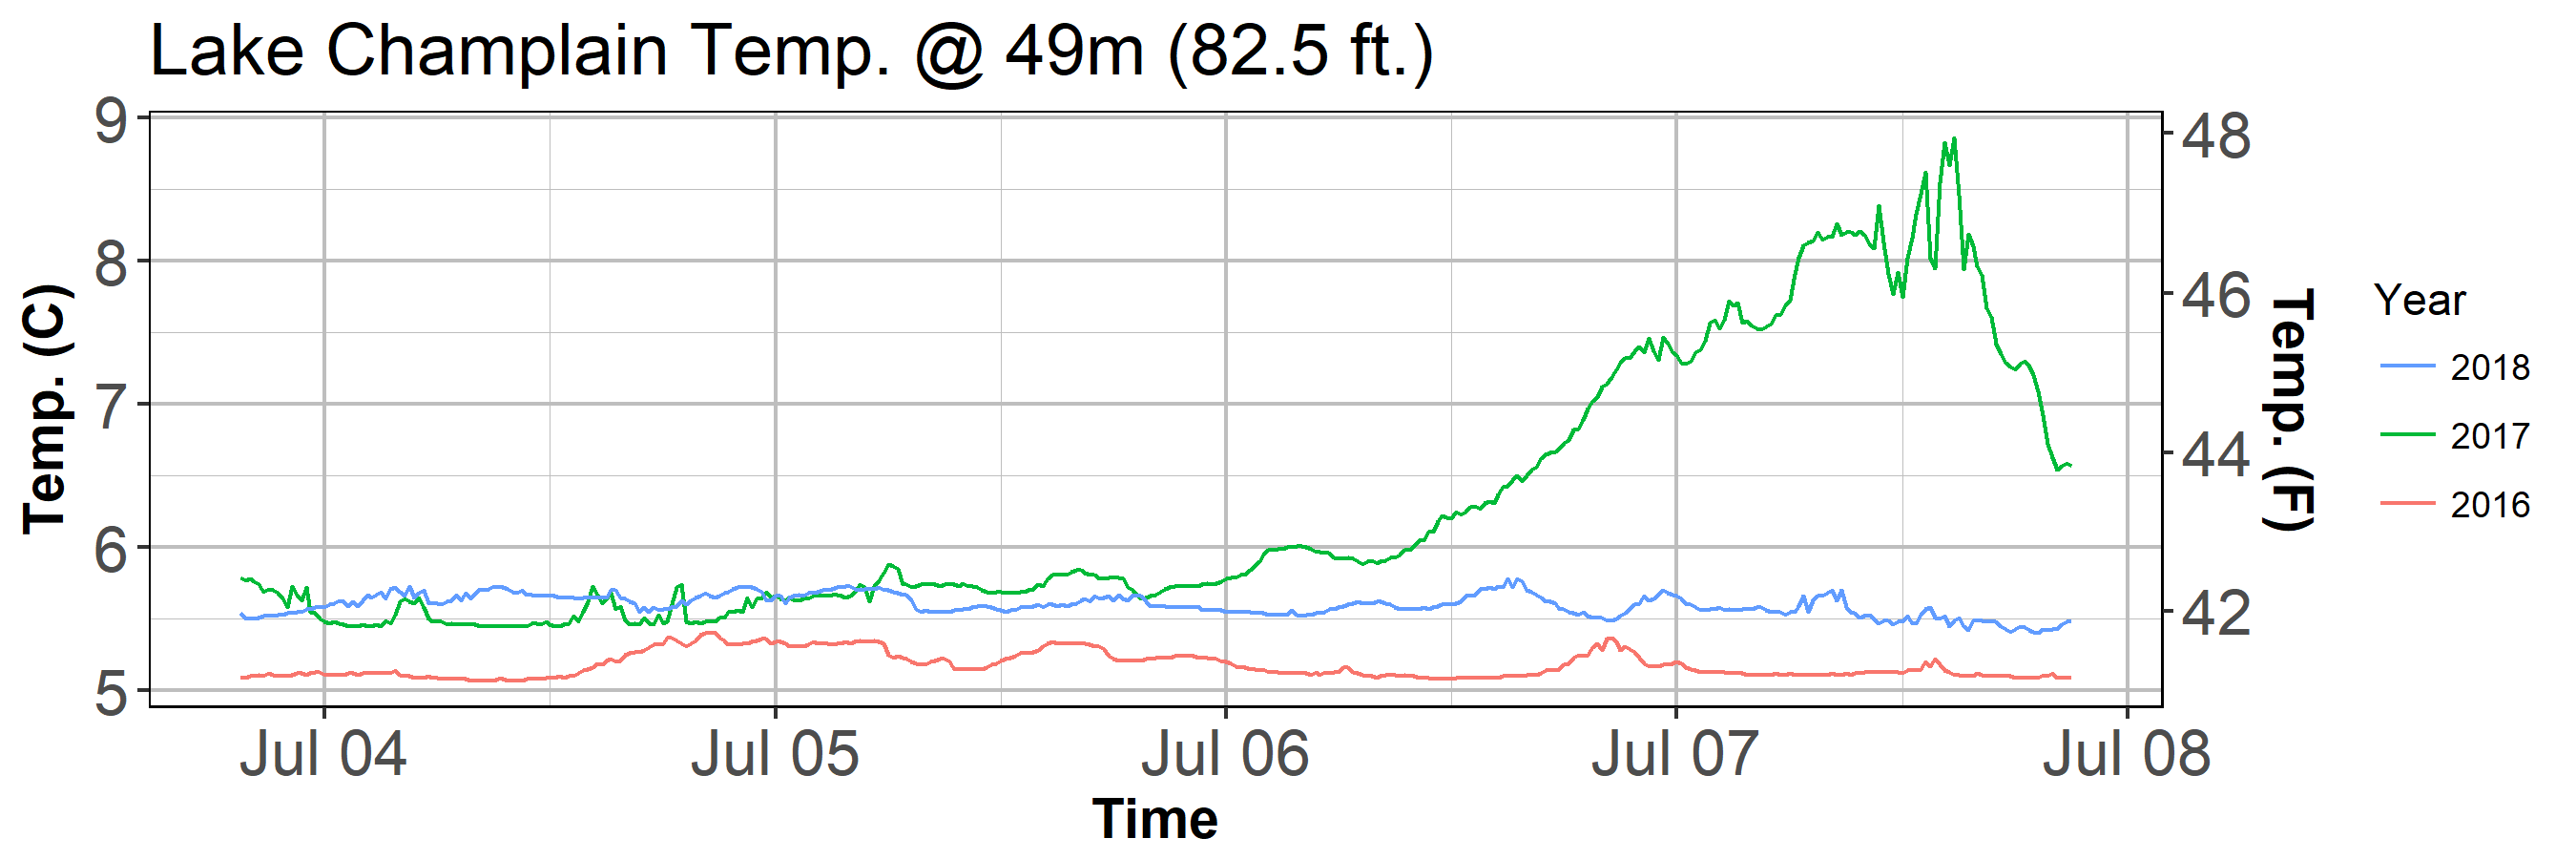 Lake Champlain Temp. @ 49m (82.5 ft.)
9
8
7
6
5
Temp. (C)
48
46
44
42
Temp. (F)
Jul 04 Jul 05 Jul 06 Jul 07 Jul 08
Time
Year
2018
2017
2016